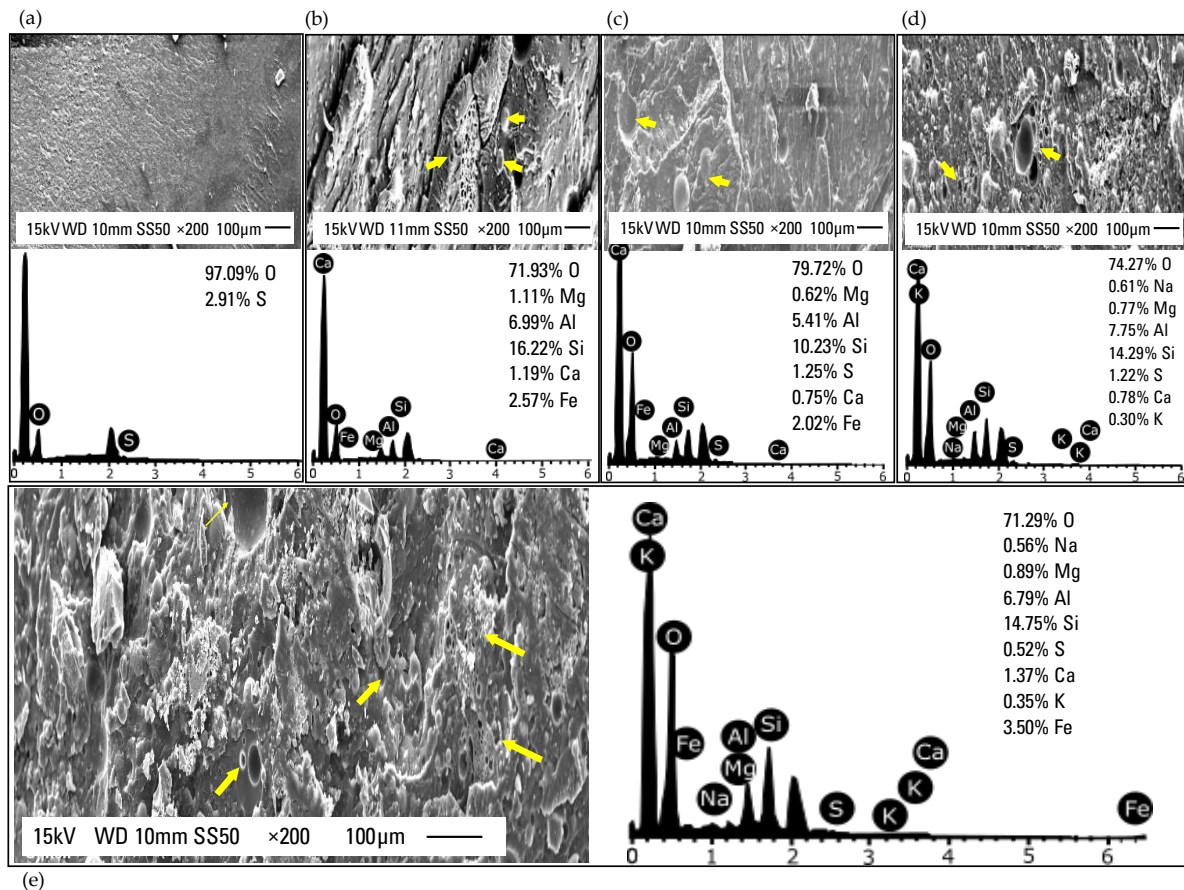 (a)
(b)
(c)
(d)
15kV WD 10mm SS50 ×200 100µm
15kV WD 11mm SS50 ×200 100µm
15kV WD 10mm SS50 ×200 100µm
15kV WD 10mm SS50 ×200 100µm
97.09% O
2.91% S
O
S
0 1 2 3 4 5 6
Ca
71.93% O
1.11% Mg
6.99% Al
16.22% Si
1.19% Ca
2.57% Fe
O
Fe
Mg
Al
Si
Ca
0 1 2 3 4 5 6
Ca
79.72% O
0.62% Mg
5.41% Al
10.23% Si
1.25% S
0.75% Ca
2.02% Fe
O
Fe
Mg
Al
Si
S
Ca
0 1 2 3 4 5 6
Ca
K
74.27% O
0.61% Na
0.77% Mg
7.75% Al
14.29% Si
1.22% S
0.78% Ca
0.30% K
O
Na
Mg
Al
Si
S
K
K
Ca
0 1 2 3 4 5 6
15kV WD 10mm SS50 ×200 100µm
Ca
K
71.29% O
0.56% Na
0.89% Mg
6.79% Al
14.75% Si
0.52% S
1.37% Ca
0.35% K
3.50% Fe
O
Fe
Na
Al
Mg
Si
S
K
K
Ca
Fe
0 1 2 3 4 5 6
(e)